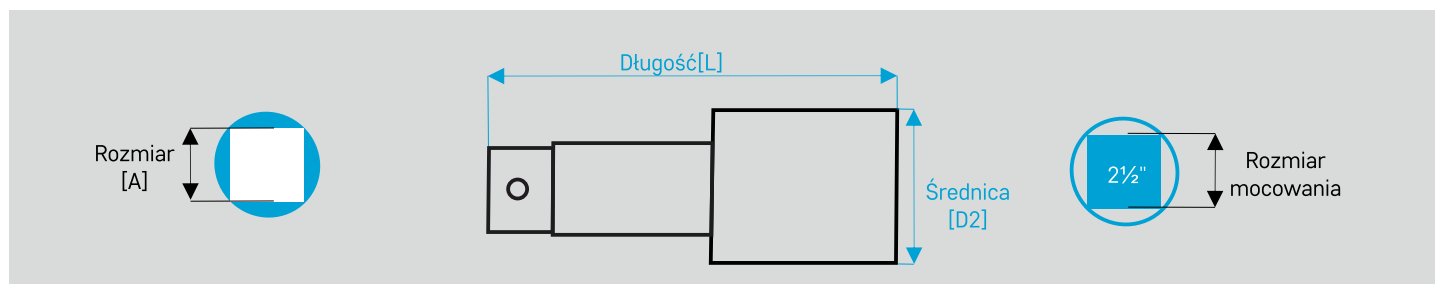 Długość[L]
Rozmiar
[A]
Średnica
[D2]
2½"
Rozmiar
mocowania